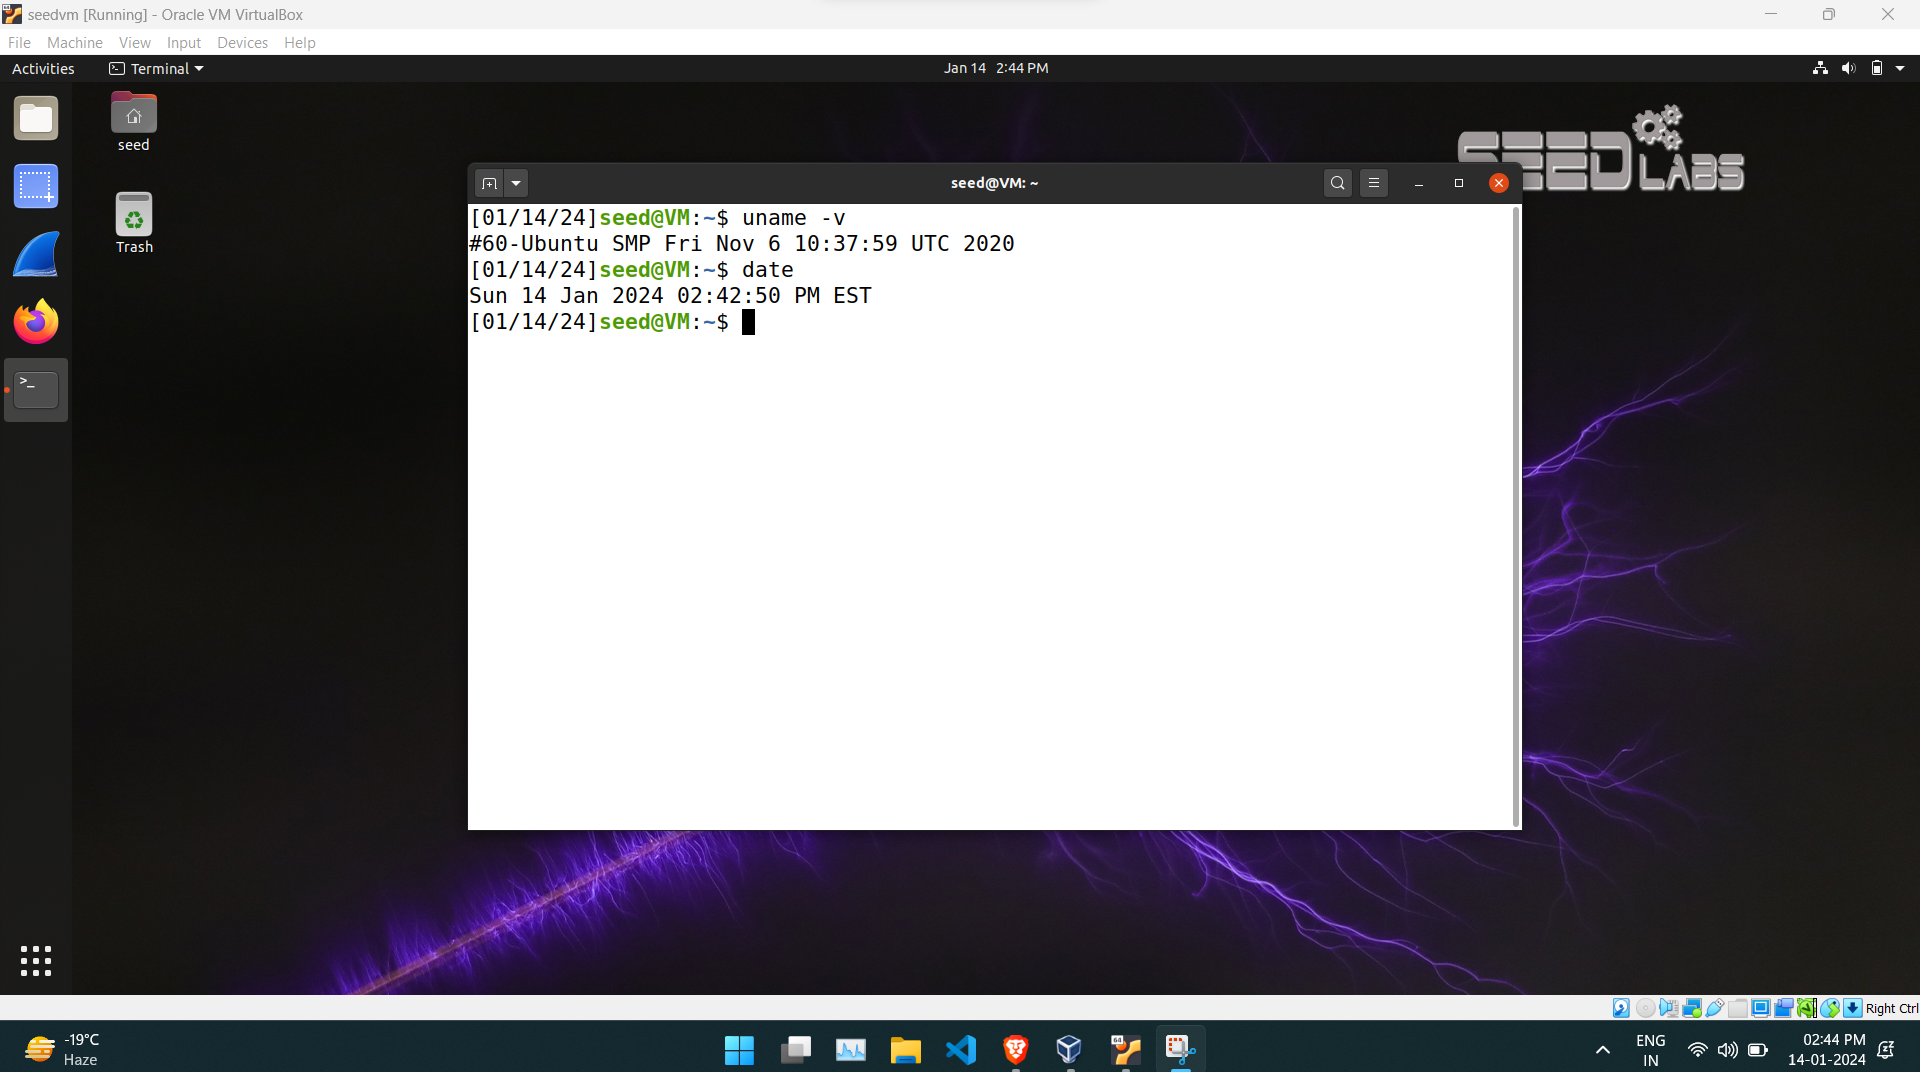 seedvm [Running] - Oracle VM VirtualBox
File Machine View Input Devices Help
Activities Terminal Jan 14 2:44 PM
seed
Trash
SEED LABS
seed@VM: ~
[01/14/24]seed@VM:~$ uname -v
#60-Ubuntu SMP Fri Nov 6 10:37:59 UTC 2020
[01/14/24]seed@VM:~$ date
Sun 14 Jan 2024 02:42:50 PM EST
[01/14/24]seed@VM:~$
>_
Right Ctrl
-19°C
Haze
64
ENG
IN
02:44 PM
14-01-2024